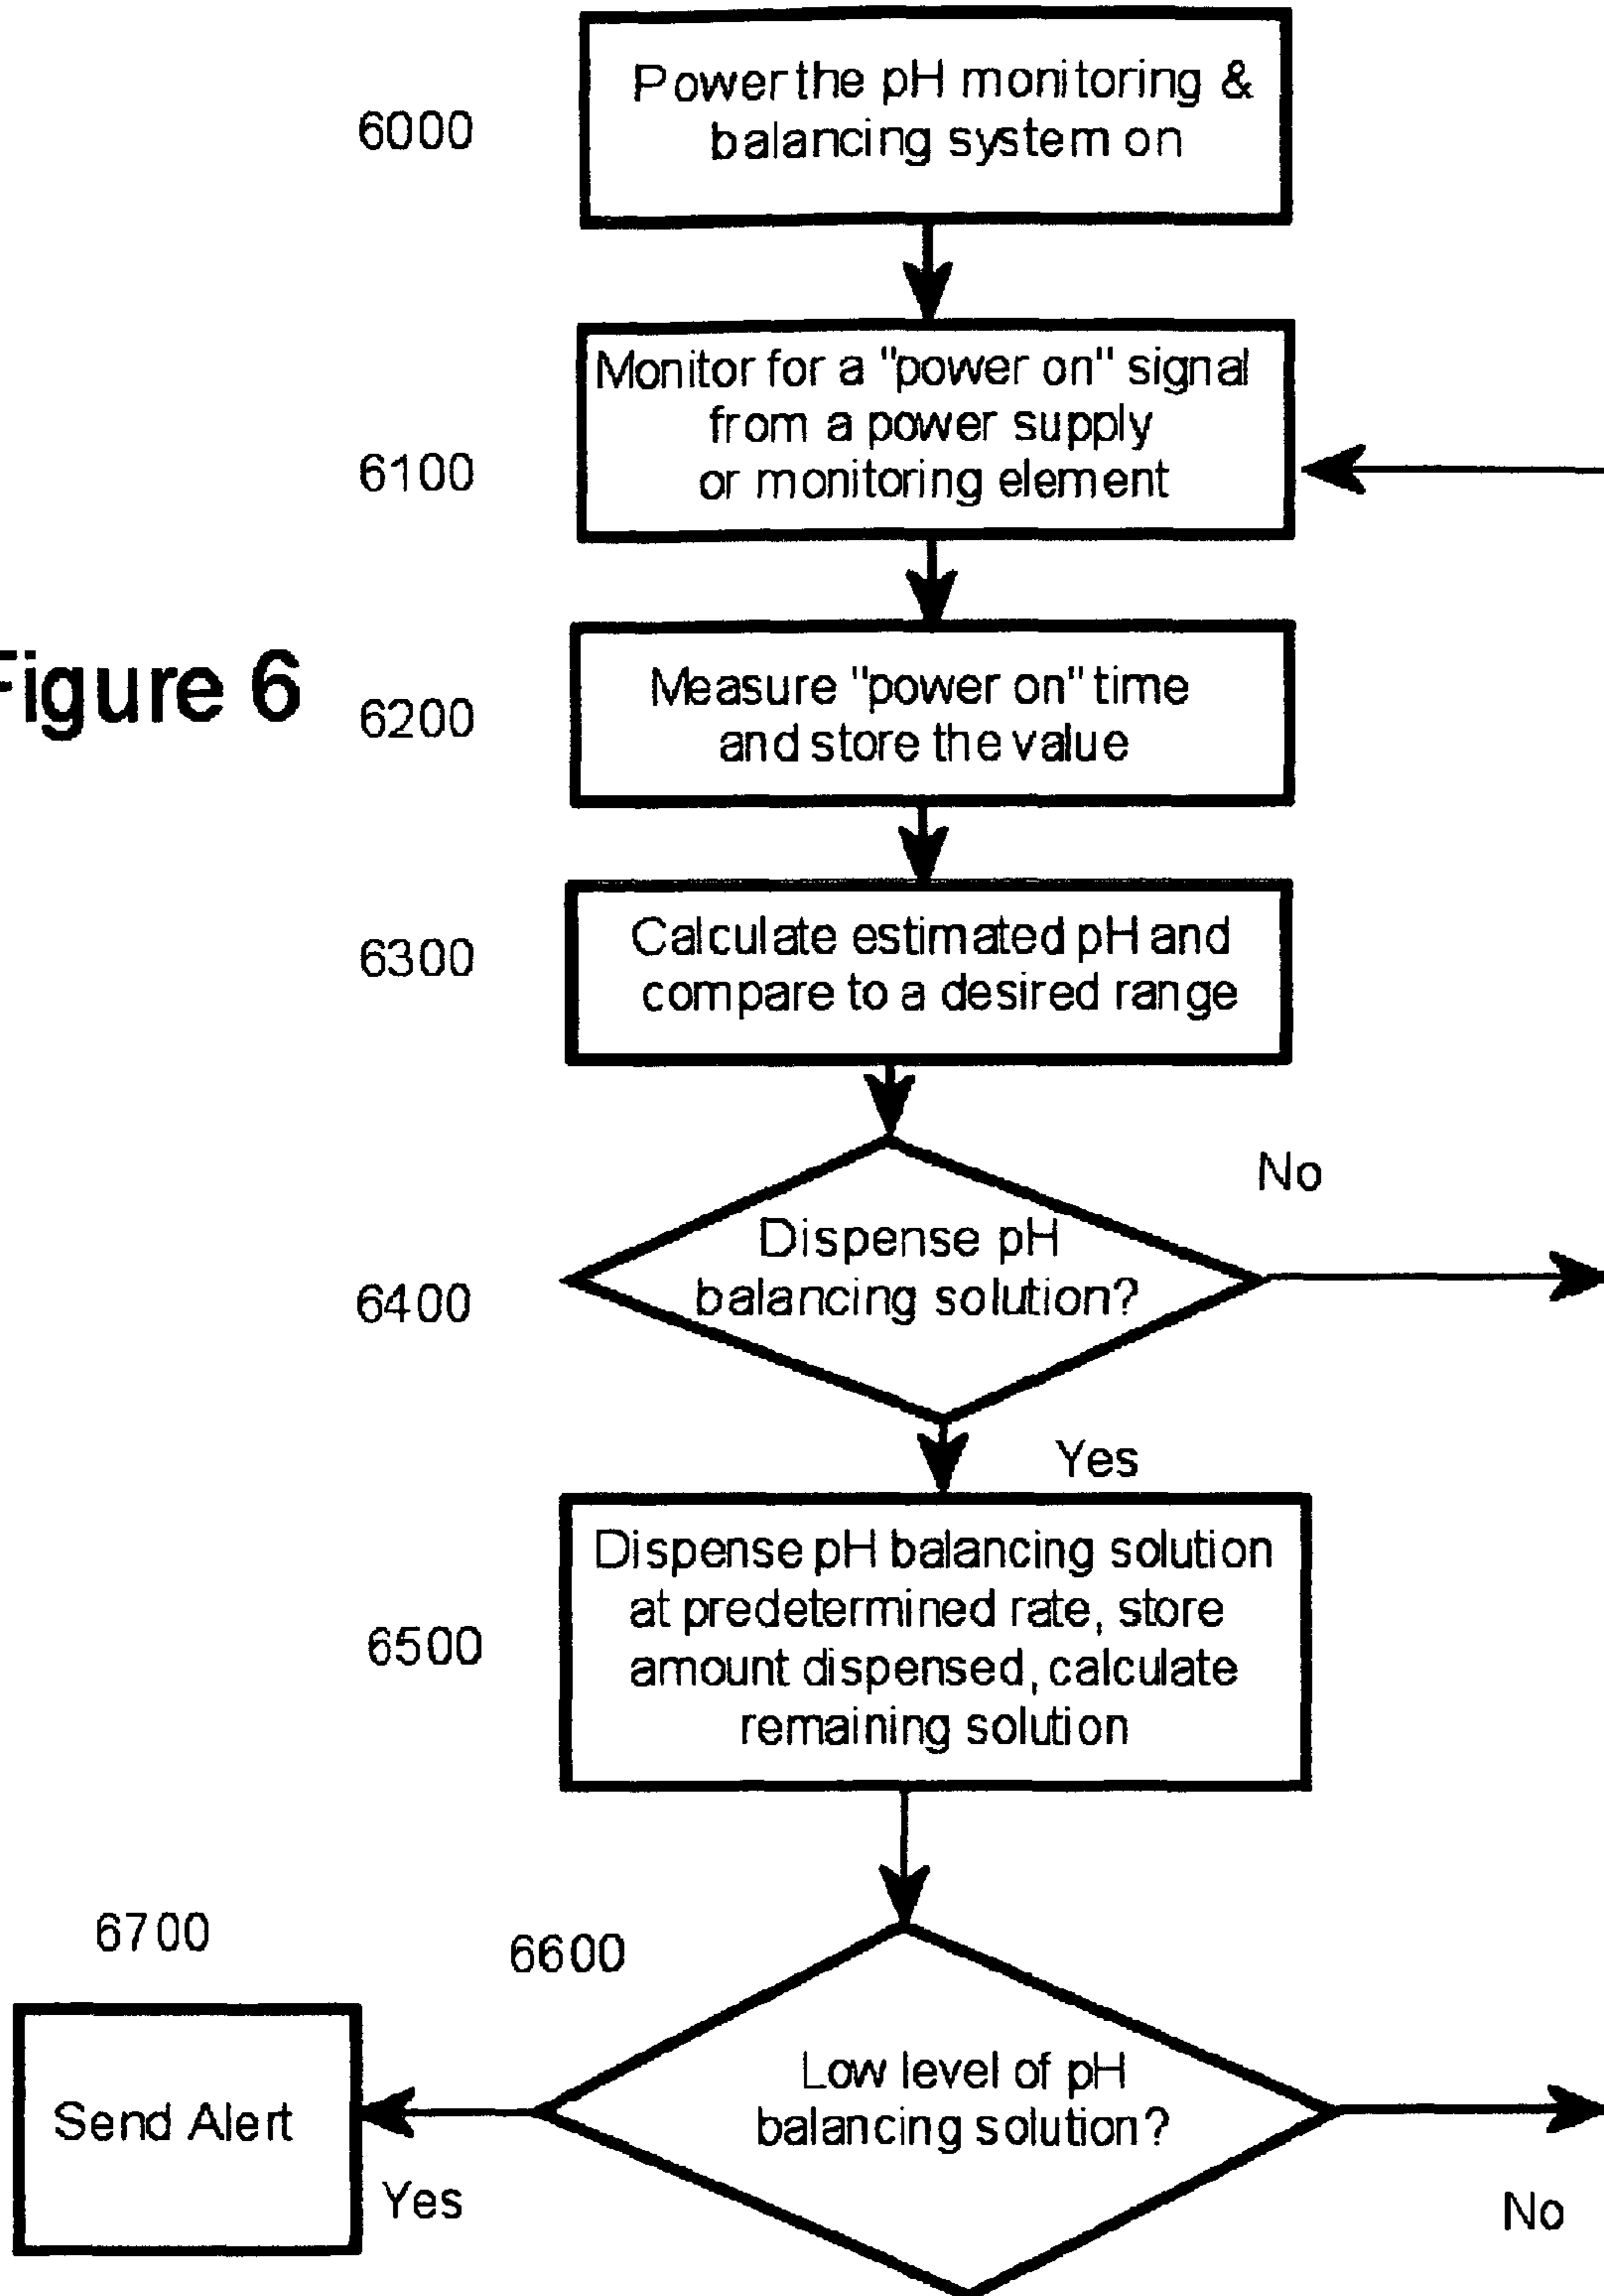 6000
Power the pH monitoring &
balancing system on
6100
Monitor for a "power on" signal
from a power supply
or monitoring element
Figure 6
6200
Measure "power on" time
and store the value
6300
Calculate estimated pH and
compare to a desired range
6400
Dispense pH
balancing solution?
No
Yes
6500
Dispense pH balancing solution
at predetermined rate, store
amount dispensed, calculate
remaining solution
6600
Low level of pH
balancing solution?
No
Yes
6700
Send Alert